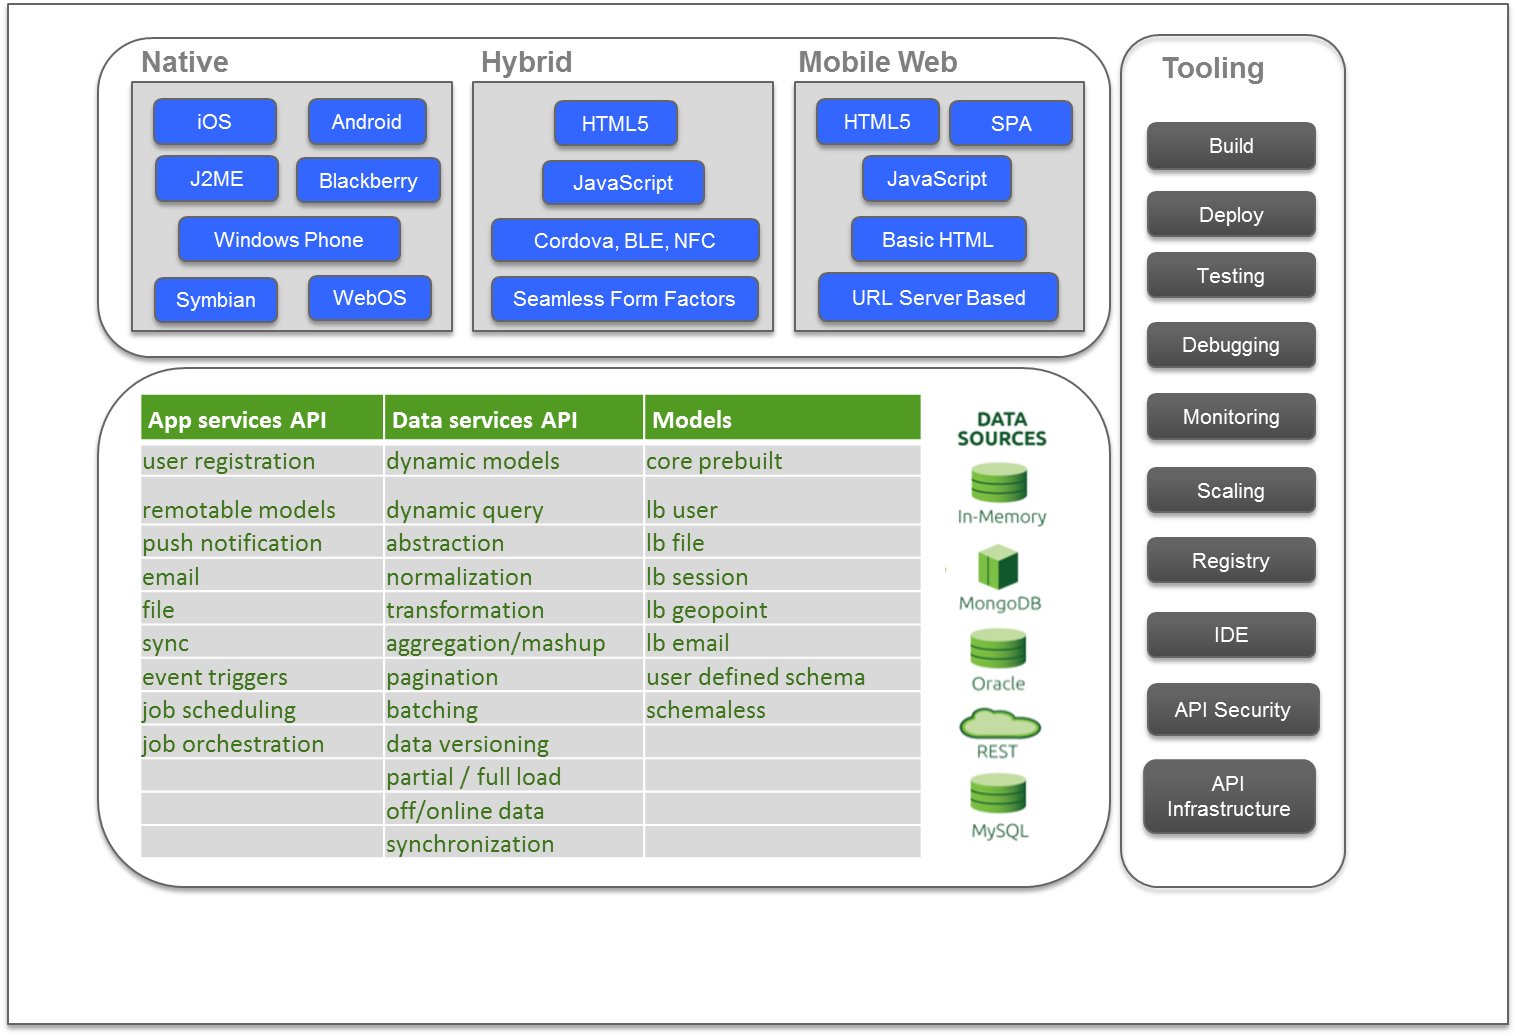 Native
iOS
Android
J2ME
Blackberry
Windows Phone
Symbian
WebOS
Hybrid
HTML5
JavaScript
Cordova, BLE, NFC
Seamless Form Factors
Mobile Web
HTML5
SPA
JavaScript
Basic HTML
URL Server Based
App services API
Data services API
Models
user registration
dynamic models
core prebuilt
remotable models
dynamic query
lb user
push notification
abstraction
lb file
email
normalization
lb session
file
transformation
lb geopoint
sync
aggregation/mashup
lb email
event triggers
pagination
user defined schema
job scheduling
batching
schemaless
job orchestration
data versioning
partial / full load
off/online data
synchronization
DATA
SOURCES
In-Memory
MongoDB
Oracle
REST
MySQL
Tooling
Build
Deploy
Testing
Debugging
Monitoring
Scaling
Registry
IDE
API Security
API
Infrastructure